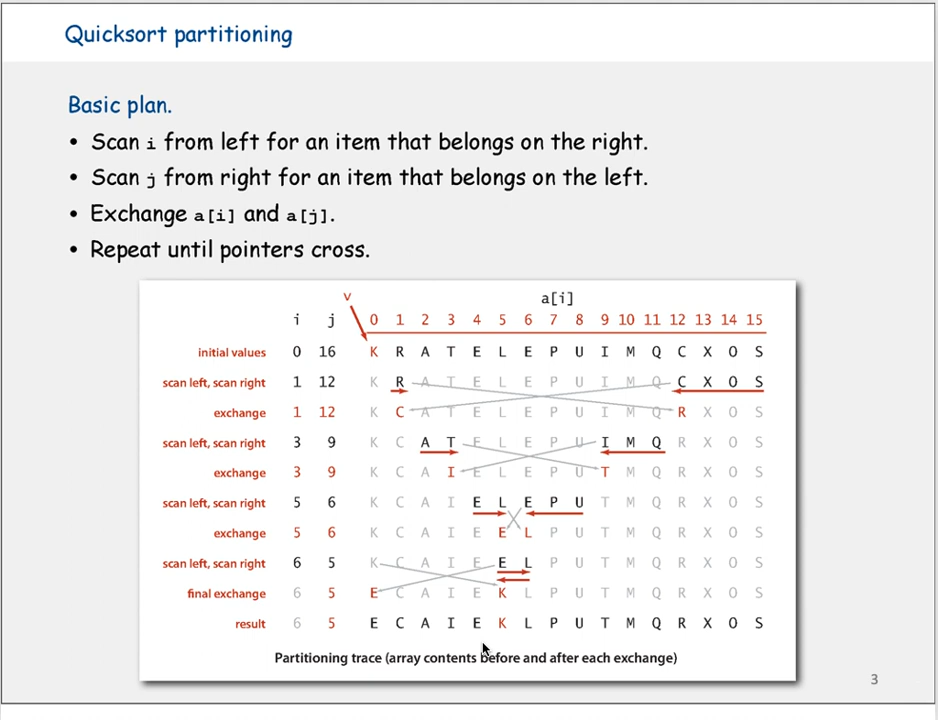 Quicksort partitioning
Basic plan.
• Scan i from left for an item that belongs on the right.
• Scan j from right for an item that belongs on the left.
• Exchange a[i] and a[j].
• Repeat until pointers cross.
v a[i]
i j 0 1 2 3 4 5 6 7 8 9 10 11 12 13 14 15
initial values 0 16 K R A T E L E P U I M Q C X O S
scan left, scan right 1 12 K R A T E L E P U I M Q C X O S
exchange 1 12 K C A T E L E P U I M Q R X O S
scan left, scan right 3 9 K C A T E L E P U I M Q R X O S
exchange 3 9 K C A I E L E P U T M Q R X O S
scan left, scan right 5 6 K C A I E L E P U T M Q R X O S
exchange 5 6 K C A I E E L P U T M Q R X O S
scan left, scan right 6 5 K C A I E E L P U T M Q R X O S
final exchange 6 5 E C A I E K L P U T M Q R X O S
result 6 5 E C A I E K L P U T M Q R X O S
Partitioning trace (array contents before and after each exchange)
3